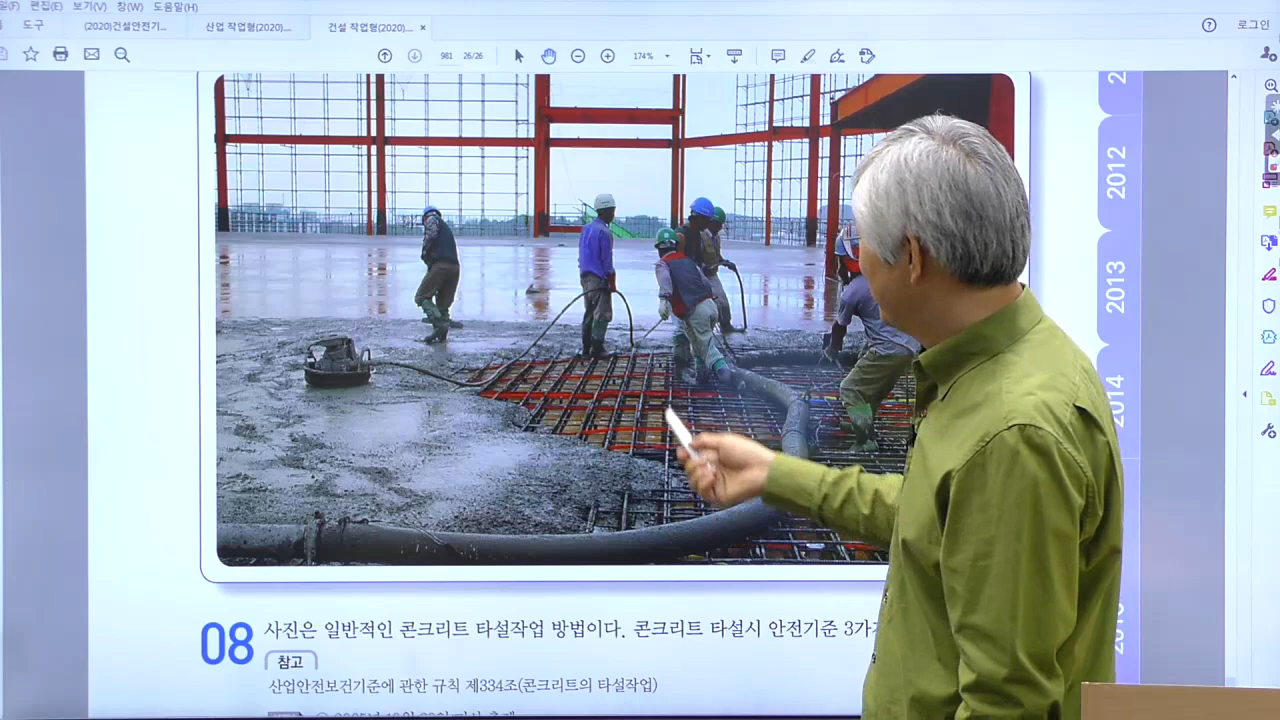 편집(E) 보기(V) 창(W) 도움말(H)
도구 (2020)건설안전기... 산업 작업형(2020).... 건설 작업형(2020).... × 로그인
981 26/26 174%
2012
2013
2014
08 사진은 일반적인 콘크리트 타설작업 방법이다. 콘크리트 타설시 안전기준 3가
참고
산업안전보건기준에 관한 규칙 제334조(콘크리트의 타설작업)